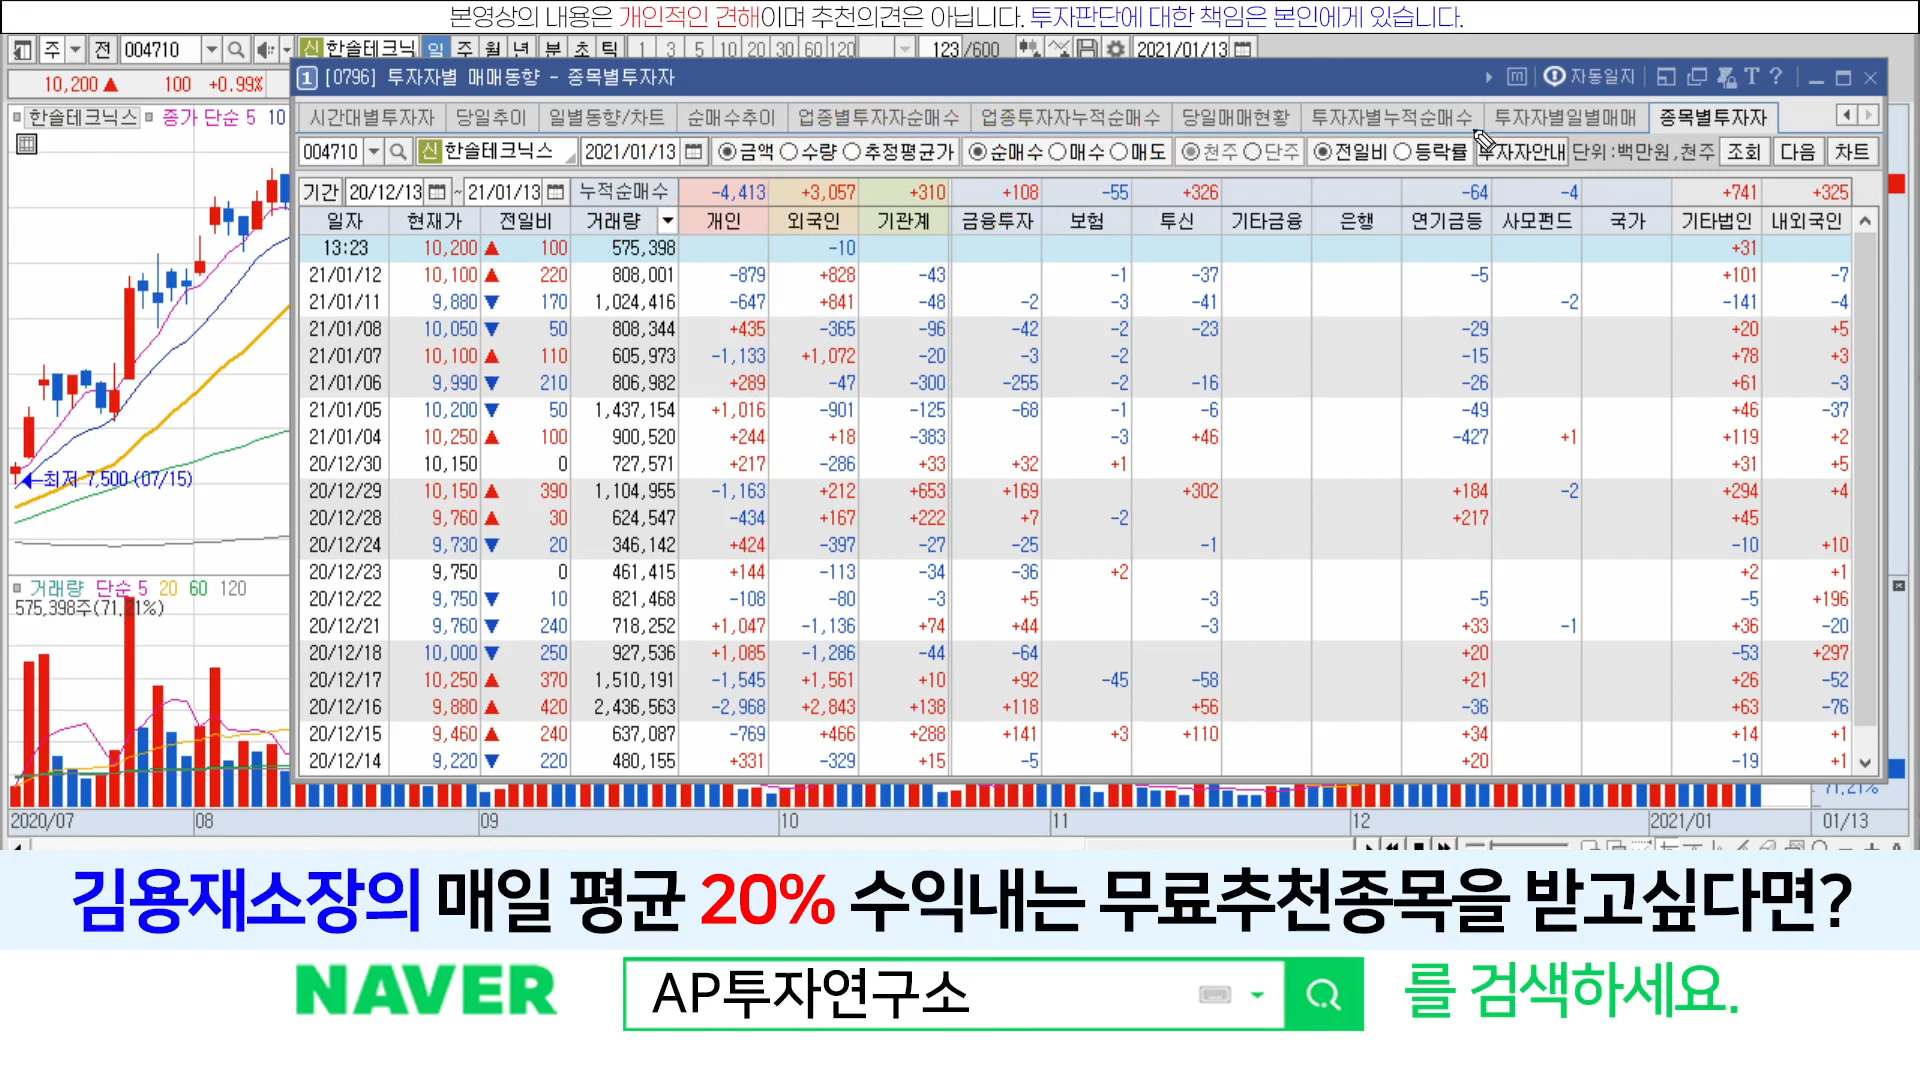 본영상의 내용은 개인적인 견해이며 추천의견은 아닙니다. 투자판단에 대한 책임은 본인에게 있습니다.
주 전 004710 신 한솔테크닉 일 주 월 년 분 초 틱 1 3 5 10 20 30 60 120 123 /600 2021/01/13
10,200 ▲ 100 +0.99%
1 [0796] 투자자별 매매동향 - 종목별투자자 자동일지 T ?
한솔테크닉스 종가 단순 5 10
시간대별투자자 당일추이 일별동향/차트 순매수추이 업종별투자자순매수 업종투자자누적순매수 당일매매현황 투자자별누적순매수 투자자별일별매매 종목별투자자
004710 신 한솔테크닉스 2021/01/13 금액 수량 추정평균가 순매수 매수 매도 천주 단주 전일비 등락률 투자자안내 단위:백만원,천주 조회 다음 차트
기간 20/12/13 ~ 21/01/13 누적순매수 -4,413 +3,057 +310 +108 -55 +326 -64 -4 +741 +325
일자 현재가 전일비 거래량 개인 외국인 기관계 금융투자 보험 투신 기타금융 은행 연기금등 사모펀드 국가 기타법인 내외국인
13:23 10,200 ▲ 100 575,398 -10 +31
21/01/12 10,100 ▲ 220 808,001 -879 +828 -43 -1 -37 -5 +101 -7
21/01/11 9,880 ▼ 170 1,024,416 -647 +841 -48 -2 -3 -41 -2 -141 -4
21/01/08 10,050 ▼ 50 808,344 +435 -365 -96 -42 -2 -23 -29 +20 +5
21/01/07 10,100 ▲ 110 605,973 -1,133 +1,072 -20 -3 -2 -15 +78 +3
21/01/06 9,990 ▼ 210 806,982 +289 -47 -300 -255 -2 -16 -26 +61 -3
21/01/05 10,200 ▼ 50 1,437,154 +1,016 -901 -125 -68 -1 -6 -49 +46 -37
21/01/04 10,250 ▲ 100 900,520 +244 +18 -383 -3 +46 -427 +1 +119 +2
20/12/30 10,150 0 727,571 +217 -286 +33 +32 +1 +31 +5
20/12/29 10,150 ▲ 390 1,104,955 -1,163 +212 +653 +169 +302 +184 -2 +294 +4
20/12/28 9,760 ▲ 30 624,547 -434 +167 +222 +7 -2 +217 +45
20/12/24 9,730 ▼ 20 346,142 +424 -397 -27 -25 -1 -10 +10
20/12/23 9,750 0 461,415 +144 -113 -34 -36 +2 +2 +1
20/12/22 9,750 ▼ 10 821,468 -108 -80 -3 +5 -3 -5 -5 +196
20/12/21 9,760 ▼ 240 718,252 +1,047 -1,136 +74 +44 -3 +33 -1 +36 -20
20/12/18 10,000 ▼ 250 927,536 +1,085 -1,286 -44 -64 +20 -53 +297
20/12/17 10,250 ▲ 370 1,510,191 -1,545 +1,561 +10 +92 -45 -58 +21 +26 -52
20/12/16 9,880 ▲ 420 2,436,563 -2,968 +2,843 +138 +118 +56 -36 +63 -76
20/12/15 9,460 ▲ 240 637,087 -769 +466 +288 +141 +3 +110 +34 +14 +1
20/12/14 9,220 ▼ 220 480,155 +331 -329 +15 -5 +20 -19 +1
최저 7,500 (07/15)
거래량 단순 5 20 60 120
575,398주(71,21%)
71,21%
2020/07 08 09 10 11 12 2021/01 01/13
김용재소장의 매일 평균 20% 수익내는 무료추천종목을 받고싶다면?
NAVER AP투자연구소 를 검색하세요.